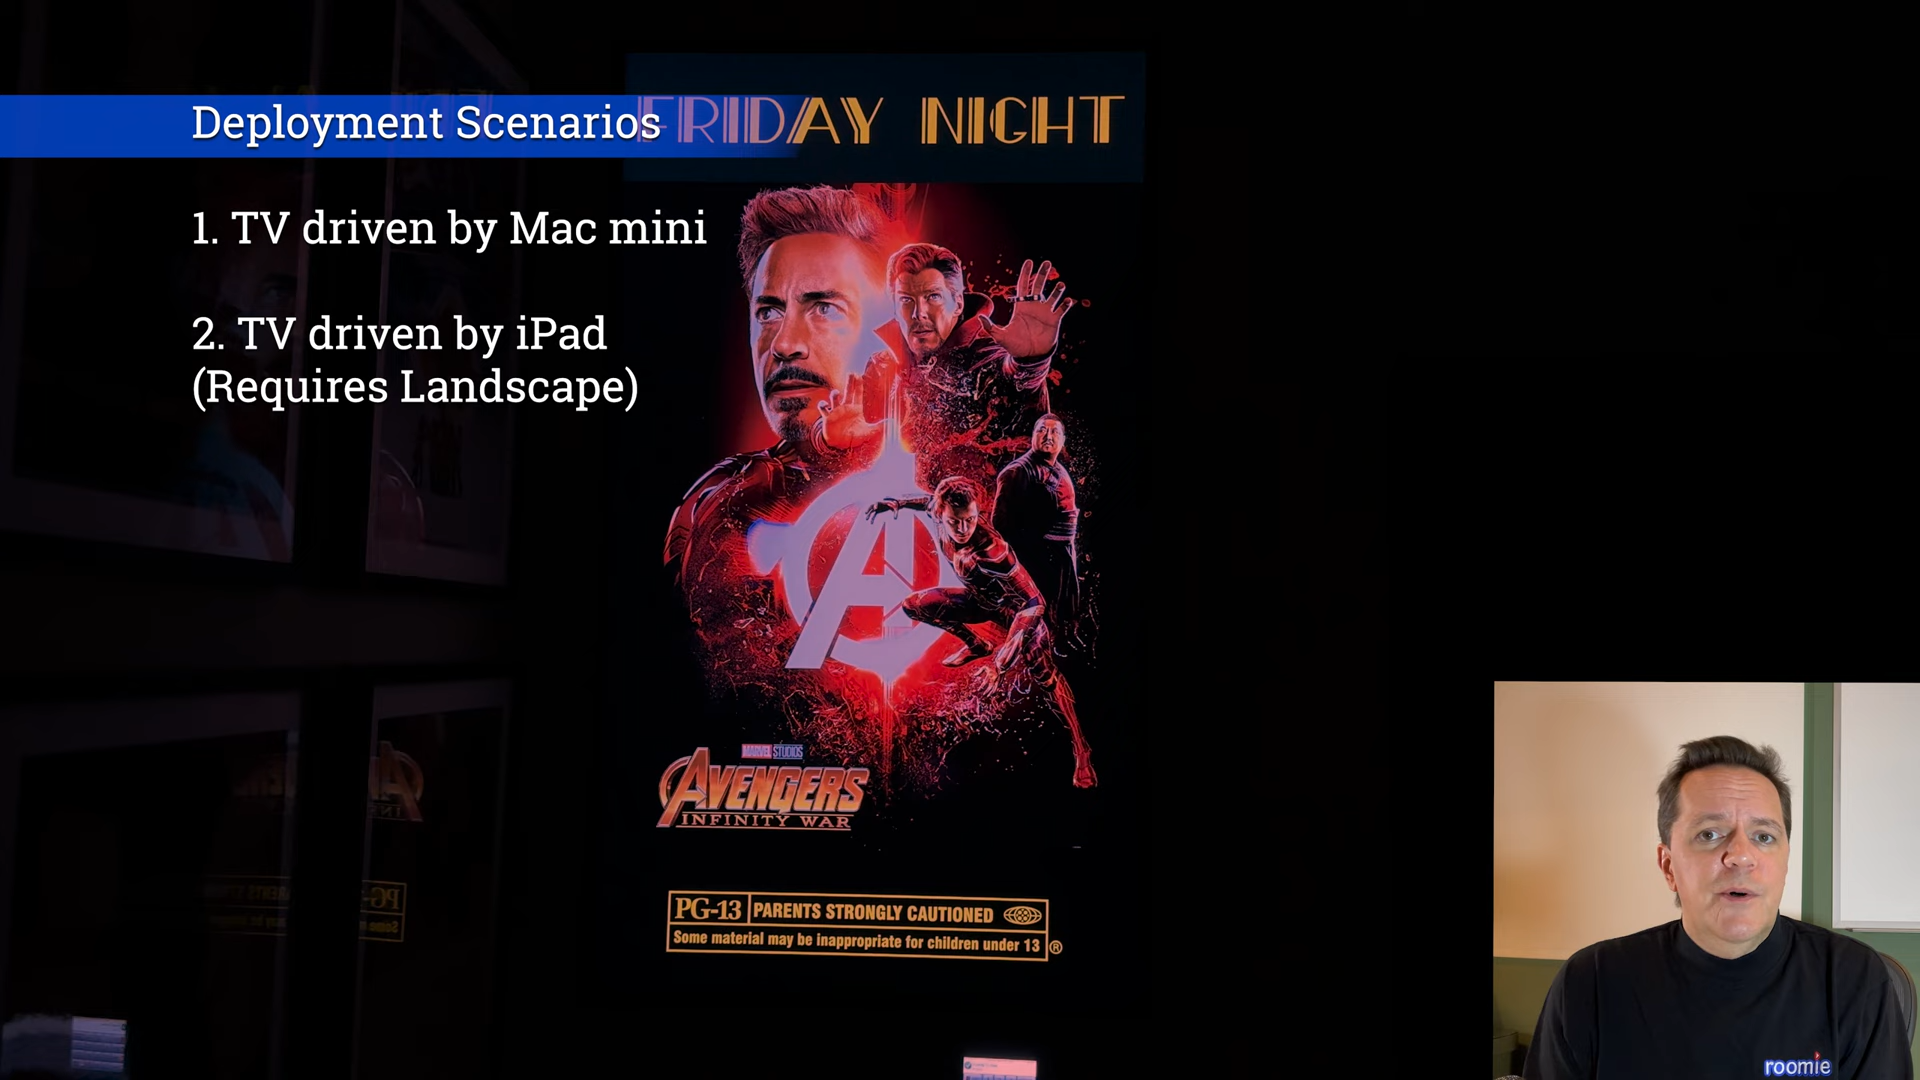 Deployment Scenarios
FRIDAY NIGHT
1. TV driven by Mac mini
2. TV driven by iPad
(Requires Landscape)
MARVEL STUDIOS
AVENGERS
INFINITY WAR
PG-13 PARENTS STRONGLY CAUTIONED
Some material may be inappropriate for children under 13 ®
roomie